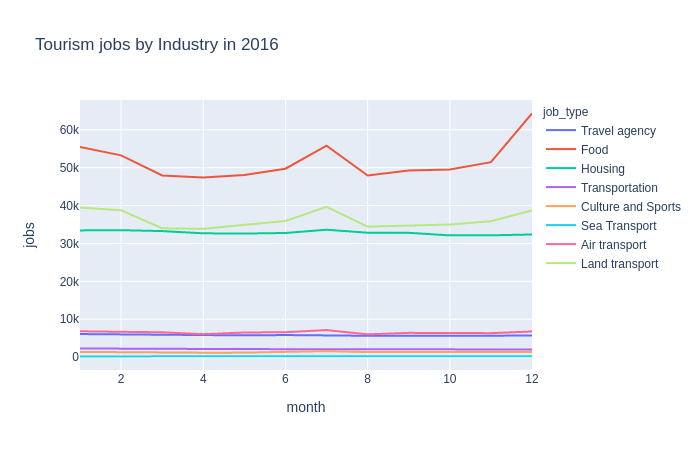 Tourism jobs by Industry in 2016
job_type
Travel agency
Food
Housing
Transportation
Culture and Sports
Sea Transport
Air transport
Land transport
jobs
60k
50k
40k
30k
20k
10k
0
2
4
6
8
10
12
month